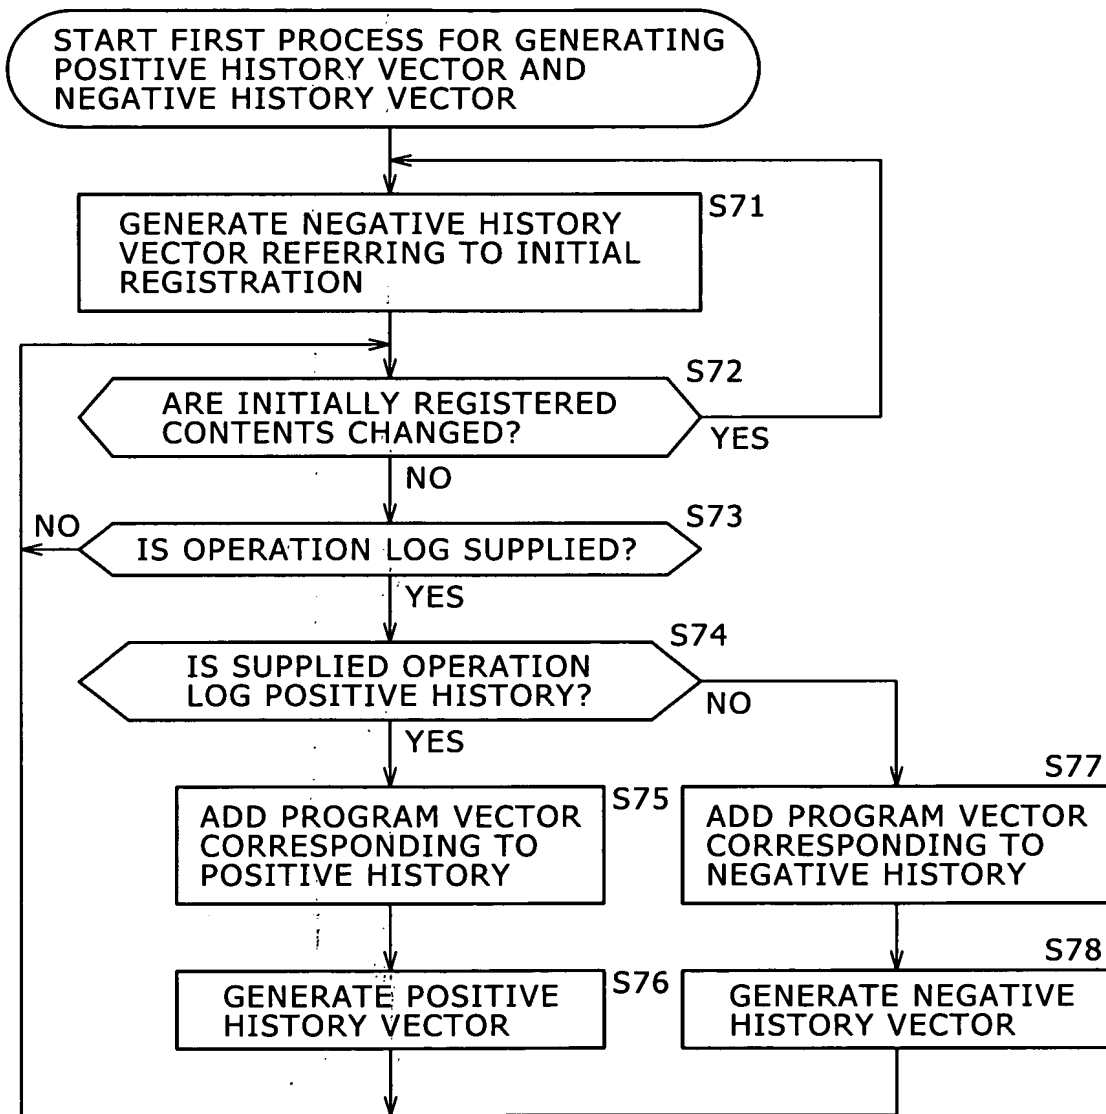 START FIRST PROCESS FOR GENERATING
POSITIVE HISTORY VECTOR AND
NEGATIVE HISTORY VECTOR
S71
GENERATE NEGATIVE HISTORY
VECTOR REFERRING TO INITIAL
REGISTRATION
S72
ARE INITIALLY REGISTERED
CONTENTS CHANGED?
YES
NO
S73
NO
IS OPERATION LOG SUPPLIED?
YES
S74
IS SUPPLIED OPERATION
LOG POSITIVE HISTORY?
NO
YES
S75
ADD PROGRAM VECTOR
CORRESPONDING TO
POSITIVE HISTORY
S77
ADD PROGRAM VECTOR
CORRESPONDING TO
NEGATIVE HISTORY
S76
GENERATE POSITIVE
HISTORY VECTOR
S78
GENERATE NEGATIVE
HISTORY VECTOR